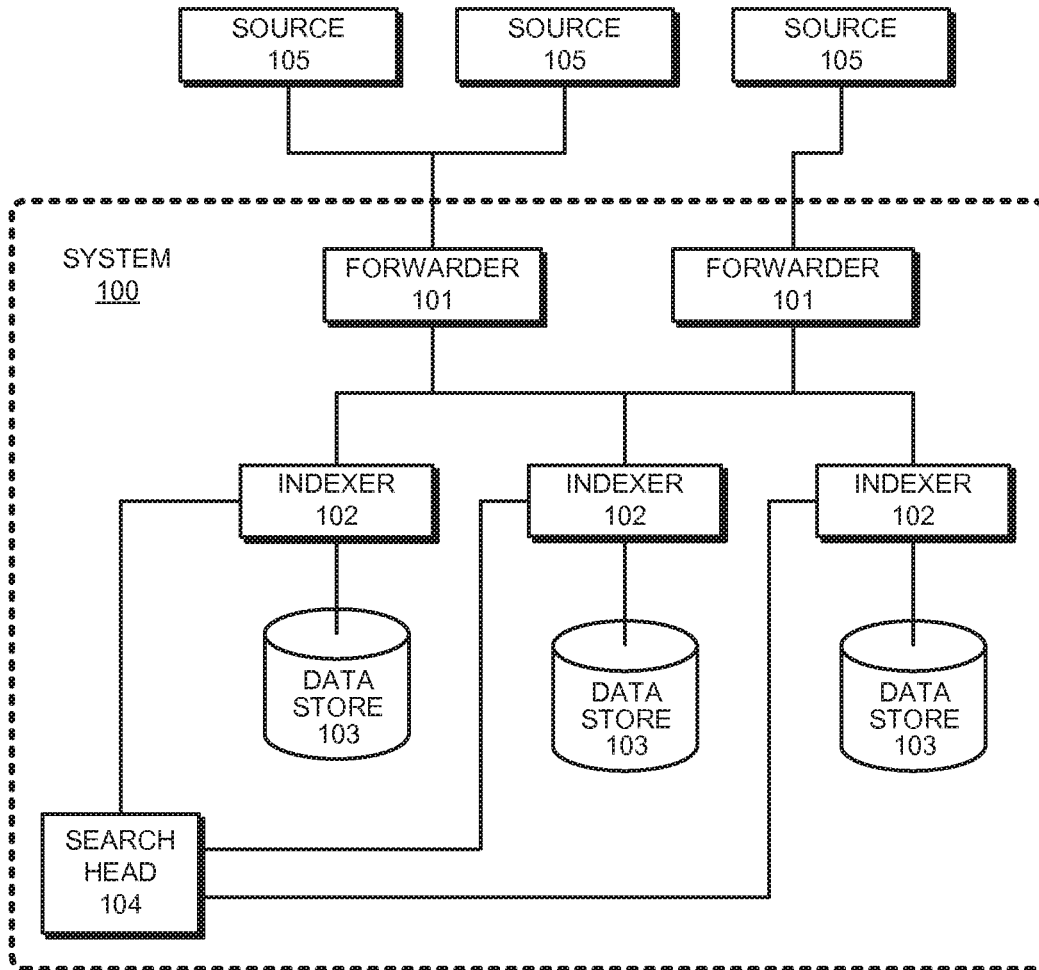 SOURCE
105
SOURCE
105
SOURCE
105
SYSTEM
100
FORWARDER
101
FORWARDER
101
INDEXER
102
INDEXER
102
INDEXER
102
DATA
STORE
103
DATA
STORE
103
DATA
STORE
103
SEARCH
HEAD
104